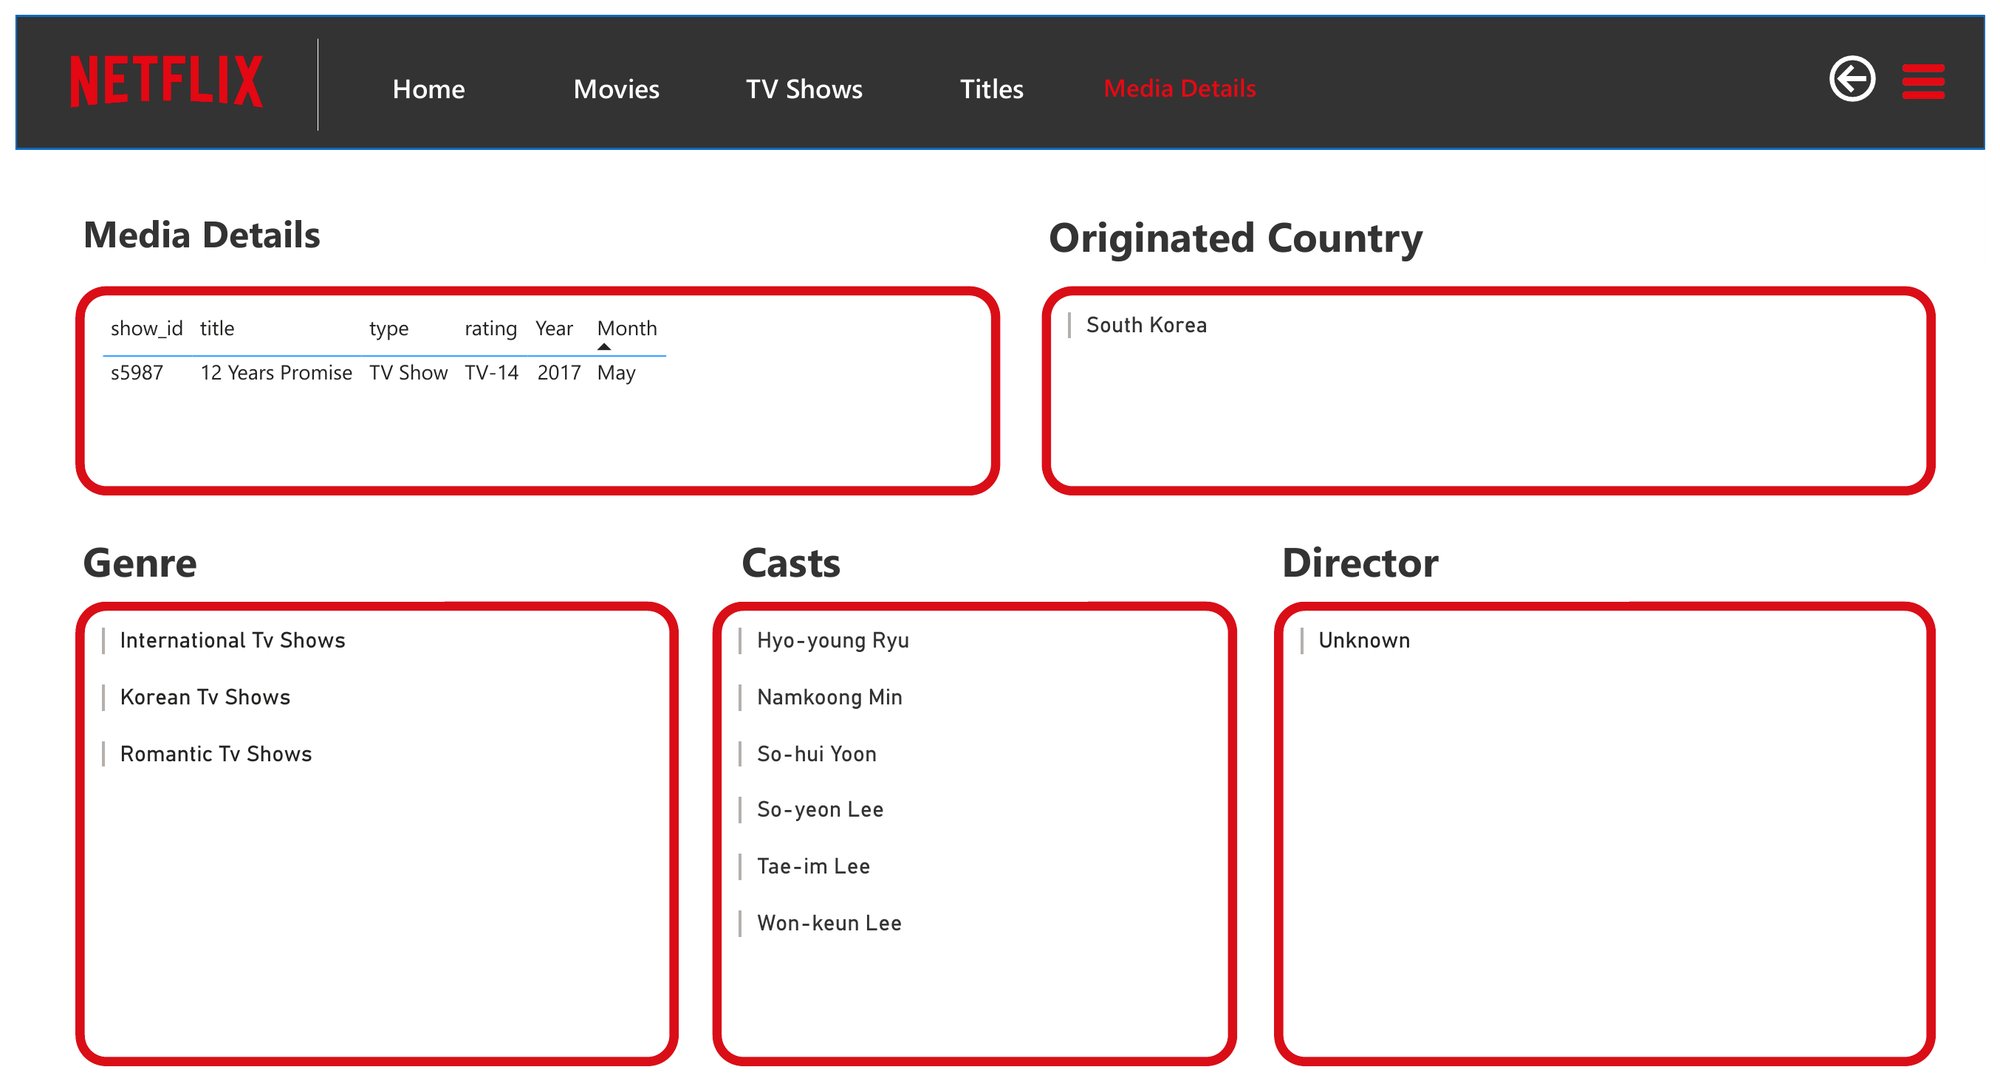 NETFLIX Home Movies TV Shows Titles Media Details
Media Details
show_id title type rating Year Month
s5987 12 Years Promise TV Show TV-14 2017 May
Originated Country
South Korea
Genre
International Tv Shows
Korean Tv Shows
Romantic Tv Shows
Casts
Hyo-young Ryu
Namkoong Min
So-hui Yoon
So-yeon Lee
Tae-im Lee
Won-keun Lee
Director
Unknown